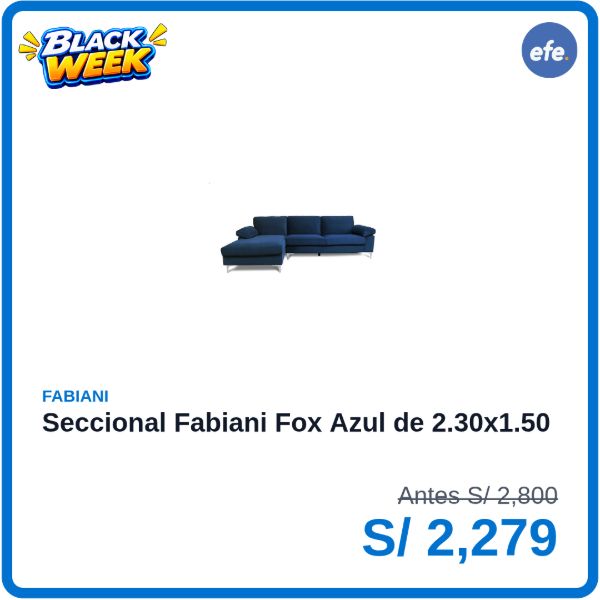 BLACK
WEEK
efe.
FABIANI
Seccional Fabiani Fox Azul de 2.30x1.50
Antes S/ 2,800
S/ 2,279